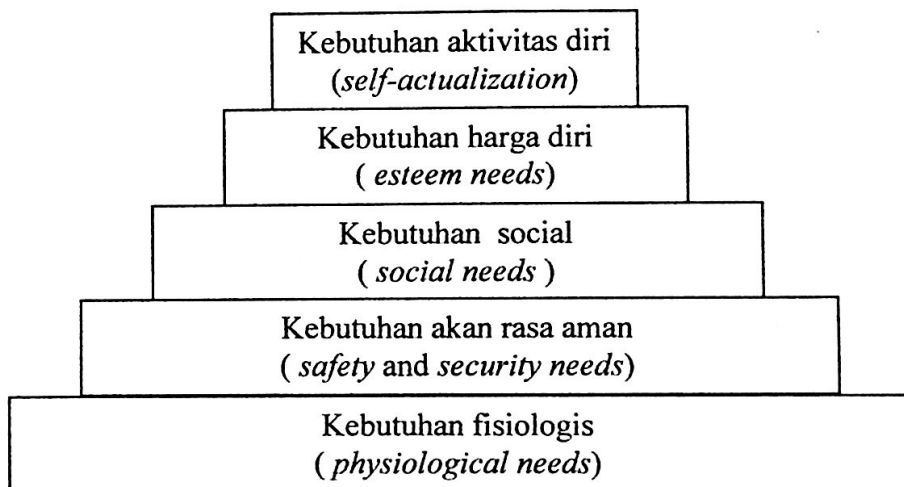 Kebutuhan aktivitas diri
(self-actualization)
Kebutuhan harga diri
( esteem needs)
Kebutuhan social
( social needs )
Kebutuhan akan rasa aman
( safety and security needs)
Kebutuhan fisiologis
( physiological needs)